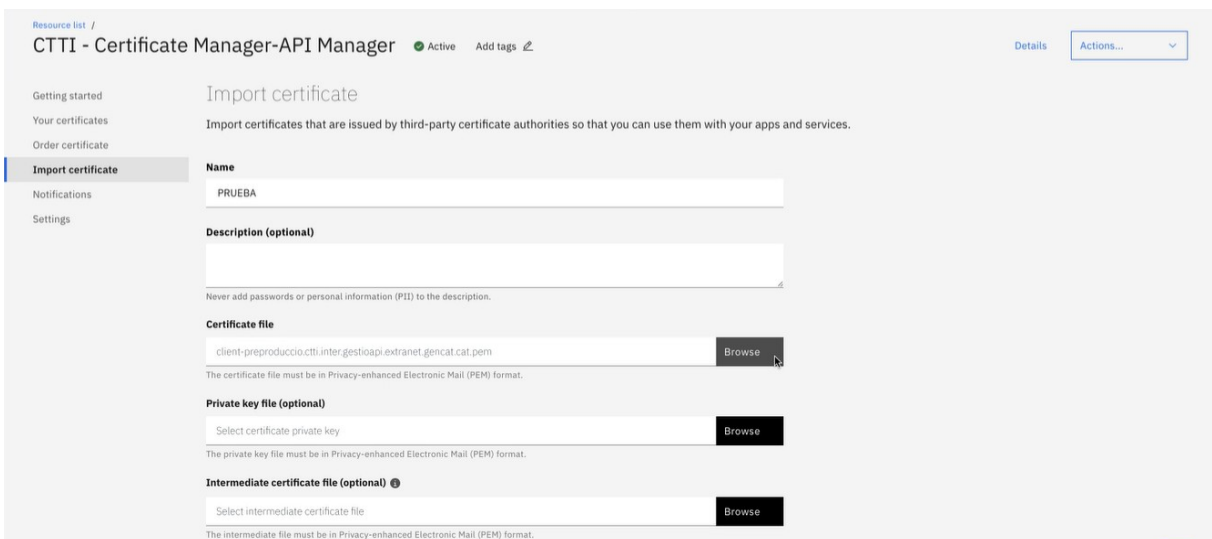 Resource list /
CTTI - Certificate Manager-API Manager Active Add tags Details Actions...
Getting started
Your certificates
Order certificate
Import certificate
Notifications
Settings
Import certificate
Import certificates that are issued by third-party certificate authorities so that you can use them with your apps and services.
Name
PRUEBA
Description (optional)
Never add passwords or personal information (PII) to the description.
Certificate file
client-preproduccio.ctti.inter.gestioapi.extranet.gencat.cat.pem Browse
The certificate file must be in Privacy-enhanced Electronic Mail (PEM) format.
Private key file (optional)
Select certificate private key Browse
The private key file must be in Privacy-enhanced Electronic Mail (PEM) format.
Intermediate certificate file (optional)
Select intermediate certificate file Browse
The intermediate file must be in Privacy-enhanced Electronic Mail (PEM) format.